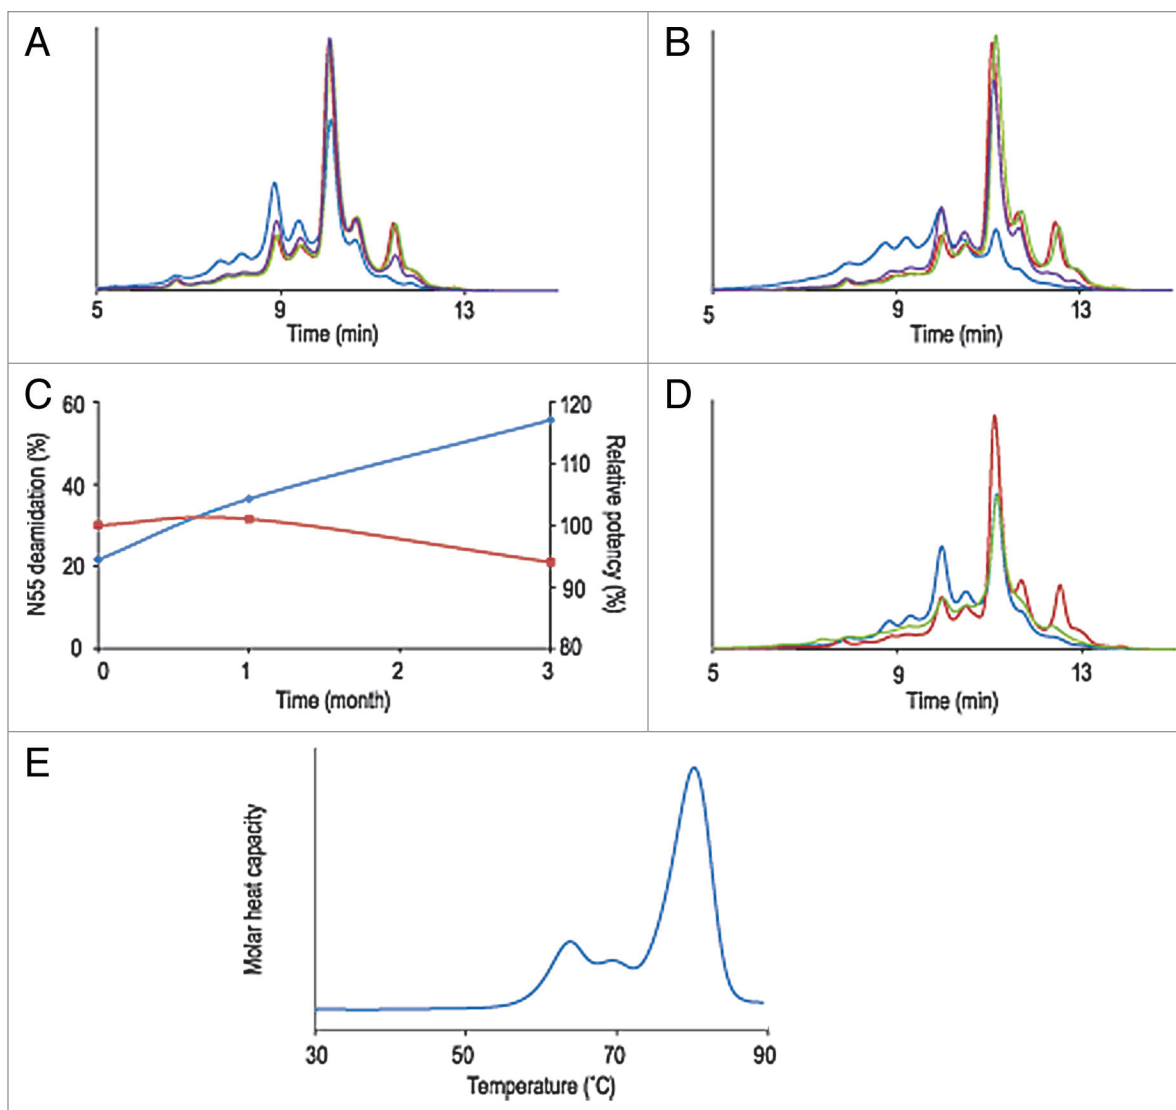 A
5 9 13
Time (min)
B
5 9 13
Time (min)
C
N55 deamidation (%)
60
40
20
0
120
110
100
90
80
Relative potency (%)
0 1 2 3
Time (month)
D
5 9 13
Time (min)
E
Molar heat capacity
30 50 70 90
Temperature (˚C)